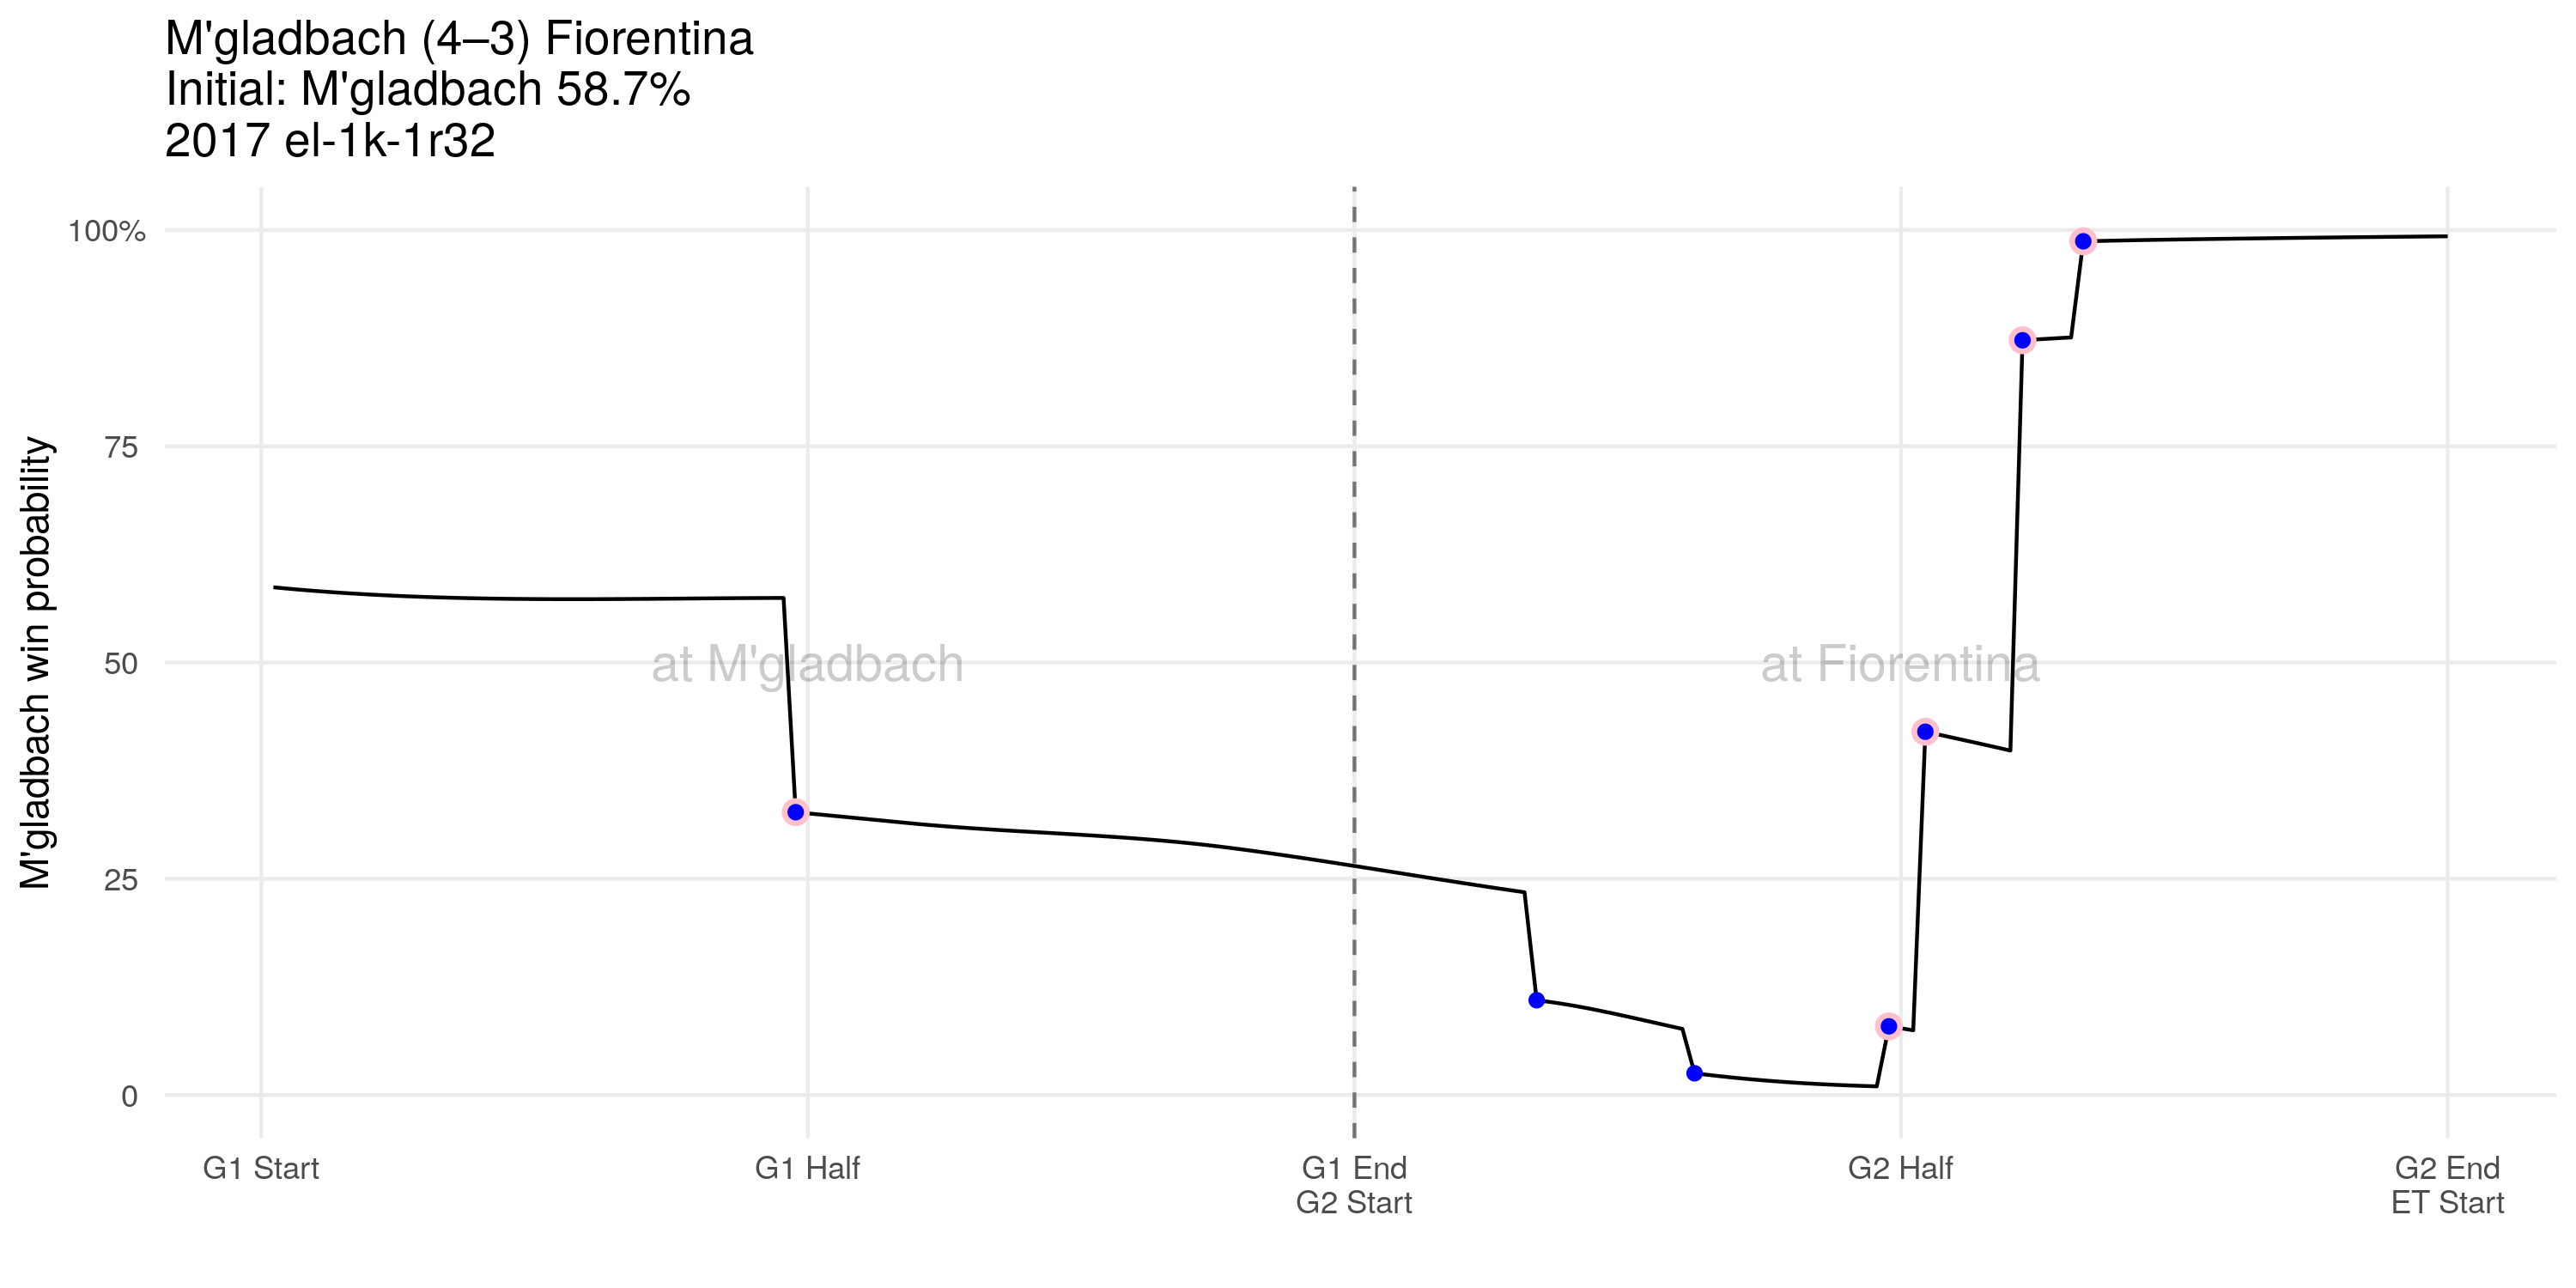 M'gladbach (4–3) Fiorentina
Initial: M'gladbach 58.7%
2017 el-1k-1r32
M'gladbach win probability
100%
75
50
25
0
at M'gladbach
at Fiorentina
G1 Start
G1 Half
G1 End
G2 Start
G2 Half
G2 End
ET Start